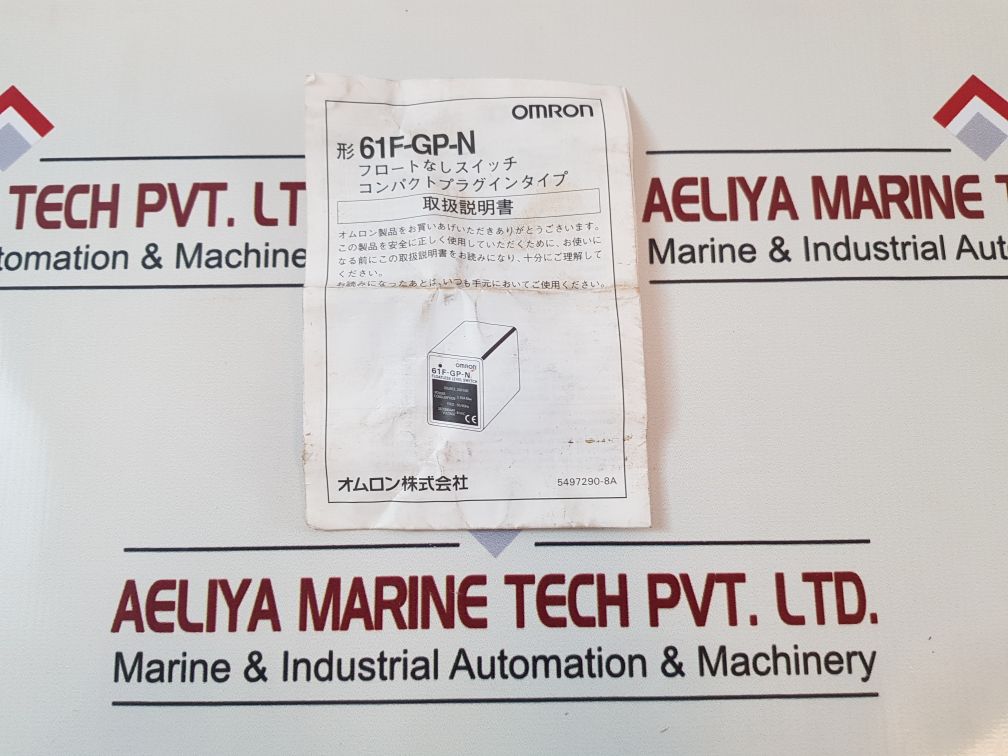 OMRON
形 61F-GP-N
フロートなしスイッチ
コンパクトプラグインタイプ
取扱説明書
オムロン製品をお買いあげいただきありがとうございます。
この製品を安全に正しく使用していただくために、お使いに
なる前にこの取扱説明書をお読みになり、十分にご理解して
ください。
お読みになったあとは、いつも手元においてご使用ください。
OMRON
61F-GP-N
FLOATLESS LEVEL SWITCH
CE
オムロン株式会社
5497290-8A
TECH PVT. LT
tomation & Machine
AELIYA MARINE T
Marine & Industrial Aut
AELIYA MARINE TECH PVT. LTD.
Marine & Industrial Automation & Machinery